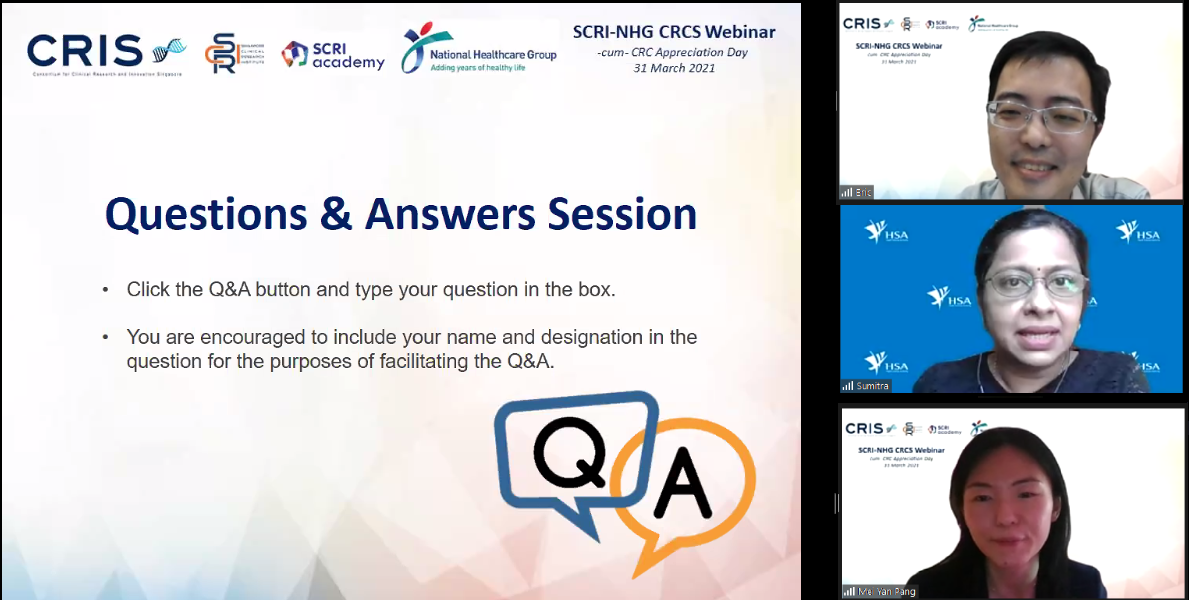 CRIS
Consortium for Clinical Research and Innovation Singapore
SCRI
SINGAPORE
CLINICAL
RESEARCH
INSTITUTE
SCRI
academy
National Healthcare Group
Adding years of healthy life
SCRI-NHG CRCS Webinar
-cum- CRC Appreciation Day
31 March 2021
Questions & Answers Session
• Click the Q&A button and type your question in the box.
• You are encouraged to include your name and designation in the
question for the purposes of facilitating the Q&A.
Q
A
CRIS
SCRI
academy
National Healthcare Group
SCRI-NHG CRCS Webinar
cum- CRC Appreciation Day
31 March 2021
Eric
HSA
HSA
HSA
HSA
HSA
Sumitra
CRIS
SCRI
academy
SCRI-NHG CRCS Webinar
cum- CRC Appreciation Day
31 March 2021
Mei Yan Pang